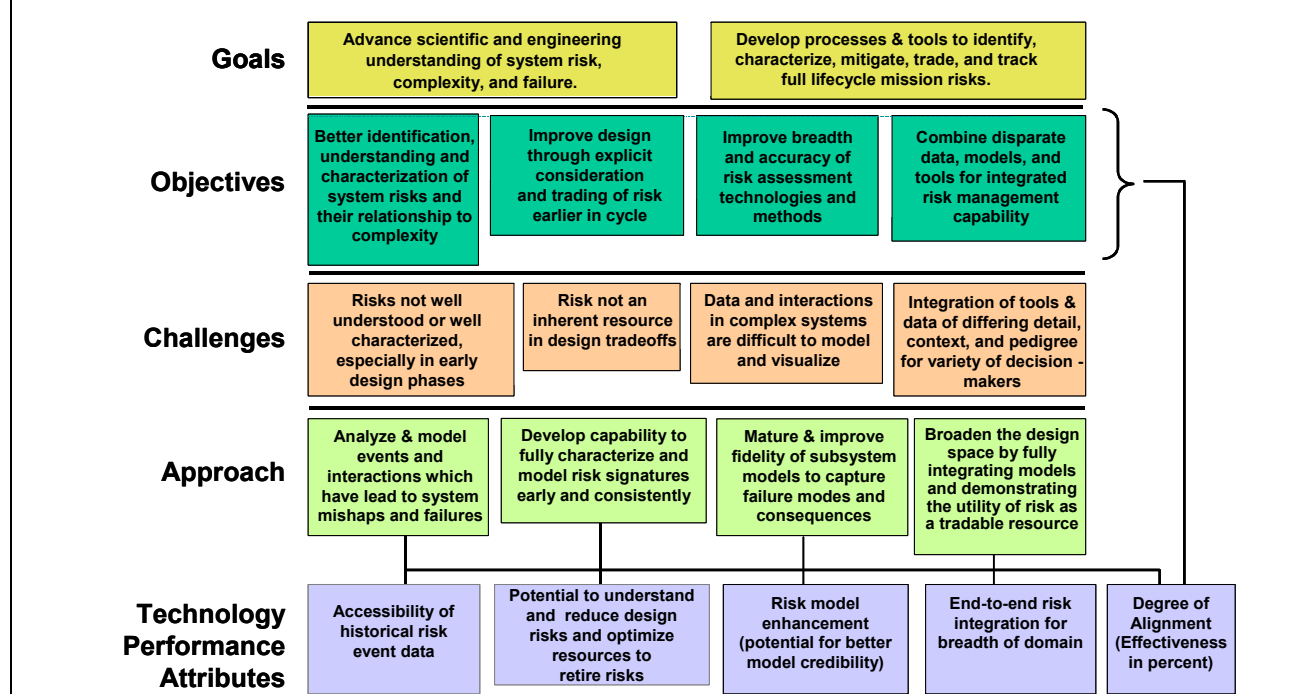 Goals
Advance scientific and engineering
understanding of system risk,
complexity, and failure.
Develop processes & tools to identify,
characterize, mitigate, trade, and track
full lifecycle mission risks.
Objectives
Better identification,
understanding and
characterization of
system risks and
their relationship to
complexity
Improve design
through explicit
consideration
and trading of risk
earlier in cycle
Improve breadth
and accuracy of
risk assessment
technologies and
methods
Combine disparate
data, models, and
tools for integrated
risk management
capability
Challenges
Risks not well
understood or well
characterized,
especially in early
design phases
Risk not an
inherent resource
in design tradeoffs
Data and interactions
in complex systems
are difficult to model
and visualize
Integration of tools &
data of differing detail,
context, and pedigree
for variety of decision -
makers
Approach
Analyze & model
events and
interactions which
have lead to system
mishaps and failures
Develop capability to
fully characterize and
model risk signatures
early and consistently
Mature & improve
fidelity of subsystem
models to capture
failure modes and
consequences
Broaden the design
space by fully
integrating models
and demonstrating
the utility of risk as
a tradable resource
Technology
Performance
Attributes
Accessibility of
historical risk
event data
Potential to understand
and reduce design
risks and optimize
resources to
retire risks
Risk model
enhancement
(potential for better
model credibility)
End-to-end risk
integration for
breadth of domain
Degree of
Alignment
(Effectiveness
in percent)